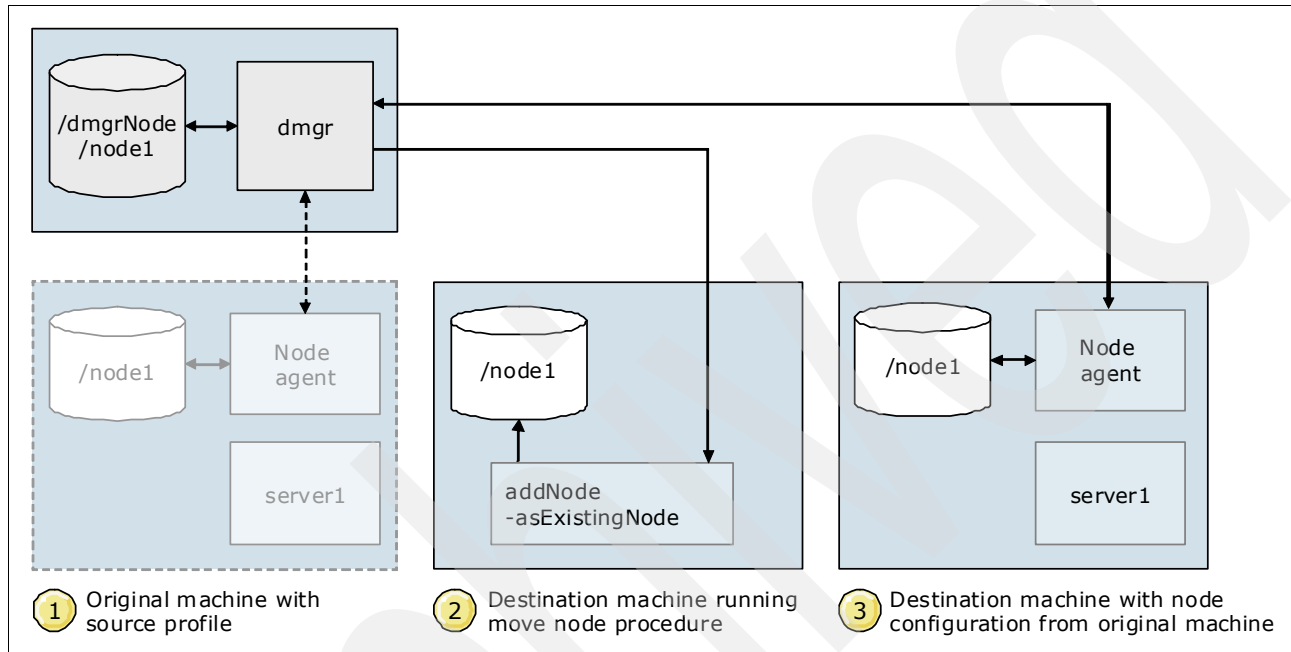 /dmgrNode
/node1
dmgr
/node1
Node
agent
server1
/node1
addNode
-asExistingNode
/node1
Node
agent
server1
1 Original machine with
source profile
2 Destination machine running
move node procedure
3 Destination machine with node
configuration from original machine